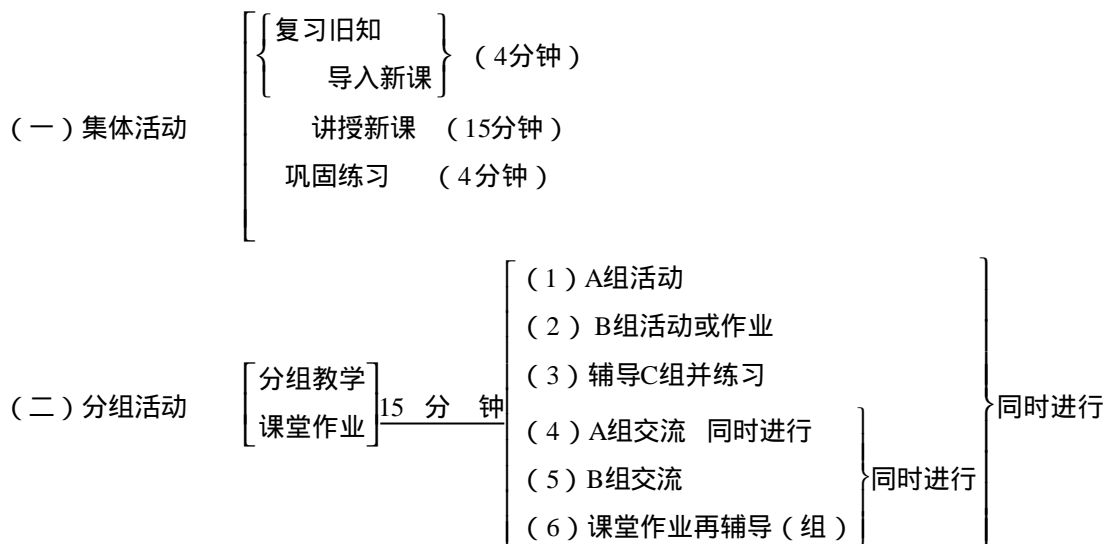 复习旧知
导入新课
（4分钟）
（一）集体活动
讲授新课 （15分钟）
巩固练习 （4分钟）
（1）A组活动
（2）B组活动或作业
（3）辅导C组并练习
（二）分组活动
分组教学
课堂作业
15 分 钟
（4）A组交流 同时进行
（5）B组交流
（6）课堂作业再辅导（组）
同时进行
同时进行